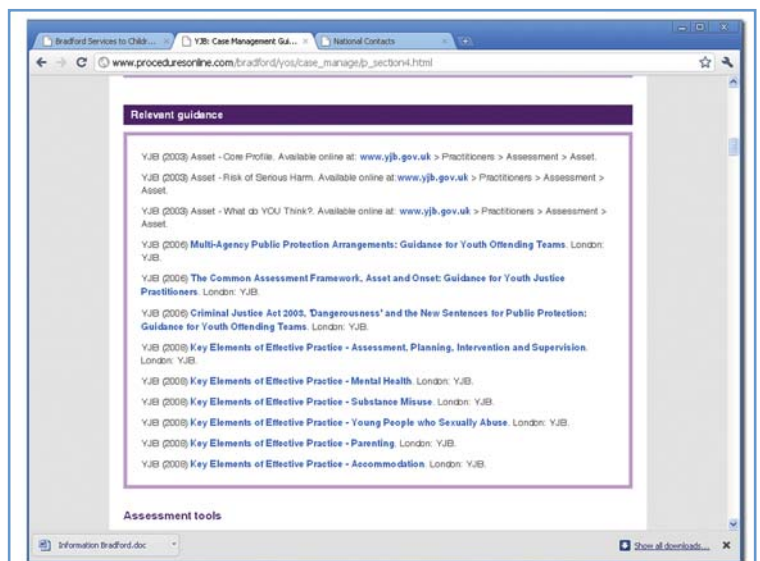 Bradford Services to Childr...
YJB: Case Management Gui...
National Contacts
www.proceduresonline.com/bradford/yos/case_manage/p_section4.html
Relevant guidance
YJB (2003) Asset - Core Profile. Available online at: www.yjb.gov.uk > Practitioners > Assessment > Asset.
YJB (2003) Asset - Risk of Serious Harm. Available online at:www.yjb.gov.uk > Practitioners > Assessment >
Asset.
YJB (2003) Asset - What do YOU Think?. Available online at: www.yjb.gov.uk > Practitioners > Assessment >
Asset.
YJB (2006) Multi-Agency Public Protection Arrangements: Guidance for Youth Offending Teams. London:
YJB.
YJB (2006) The Common Assessment Framework, Asset and Onset: Guidance for Youth Justice
Practitioners. London: YJB.
YJB (2006) Criminal Justice Act 2003, 'Dangerousness' and the New Sentences for Public Protection:
Guidance for Youth Offending Teams. London: YJB.
YJB (2008) Key Elements of Effective Practice - Assessment, Planning, Intervention and Supervision.
London: YJB.
YJB (2008) Key Elements of Effective Practice - Mental Health. London: YJB.
YJB (2008) Key Elements of Effective Practice - Substance Misuse. London: YJB.
YJB (2008) Key Elements of Effective Practice - Young People who Sexually Abuse. London: YJB.
YJB (2008) Key Elements of Effective Practice - Parenting. London: YJB.
YJB (2008) Key Elements of Effective Practice - Accommodation. London: YJB.
Assessment tools
Information Bradford.doc
Show all downloads...